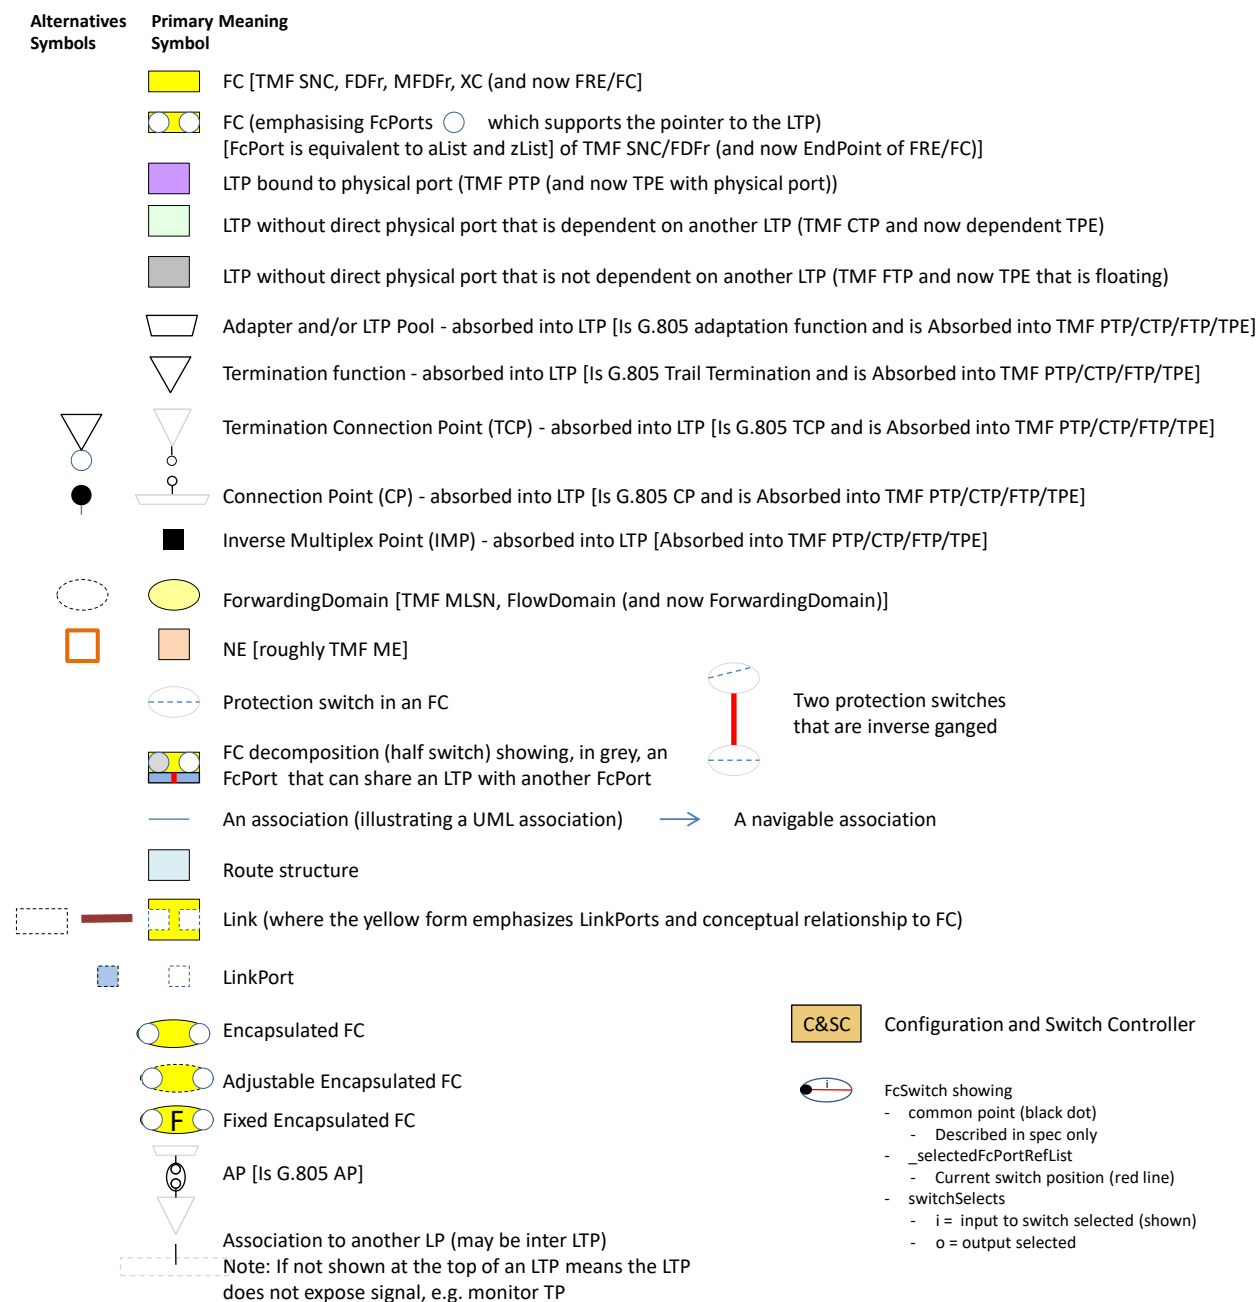 Alternatives Primary Meaning
Symbols Symbol
FC [TMF SNC, FDFr, MFDFr, XC (and now FRE/FC]
FC (emphasising FcPorts which supports the pointer to the LTP)
[FcPort is equivalent to aList and zList] of TMF SNC/FDFr (and now EndPoint of FRE/FC)]
LTP bound to physical port (TMF PTP (and now TPE with physical port))
LTP without direct physical port that is dependent on another LTP (TMF CTP and now dependent TPE)
LTP without direct physical port that is not dependent on another LTP (TMF FTP and now TPE that is floating)
Adapter and/or LTP Pool - absorbed into LTP [Is G.805 adaptation function and is Absorbed into TMF PTP/CTP/FTP/TPE]
Termination function - absorbed into LTP [Is G.805 Trail Termination and is Absorbed into TMF PTP/CTP/FTP/TPE]
Termination Connection Point (TCP) - absorbed into LTP [Is G.805 TCP and is Absorbed into TMF PTP/CTP/FTP/TPE]
Connection Point (CP) - absorbed into LTP [Is G.805 CP and is Absorbed into TMF PTP/CTP/FTP/TPE]
Inverse Multiplex Point (IMP) - absorbed into LTP [Absorbed into TMF PTP/CTP/FTP/TPE]
ForwardingDomain [TMF MLSN, FlowDomain (and now ForwardingDomain)]
NE [roughly TMF ME]
Protection switch in an FC
Two protection switches
that are inverse ganged
FC decomposition (half switch) showing, in grey, an
FcPort that can share an LTP with another FcPort
An association (illustrating a UML association)
A navigable association
Route structure
Link (where the yellow form emphasizes LinkPorts and conceptual relationship to FC)
LinkPort
Encapsulated FC
Adjustable Encapsulated FC
F Fixed Encapsulated FC
AP [Is G.805 AP]
Association to another LP (may be inter LTP)
Note: If not shown at the top of an LTP means the LTP
does not expose signal, e.g. monitor TP
C&SC Configuration and Switch Controller
i
FcSwitch showing
- common point (black dot)
- Described in spec only
- _selectedFcPortRefList
- Current switch position (red line)
- switchSelects
- i = input to switch selected (shown)
- o = output selected